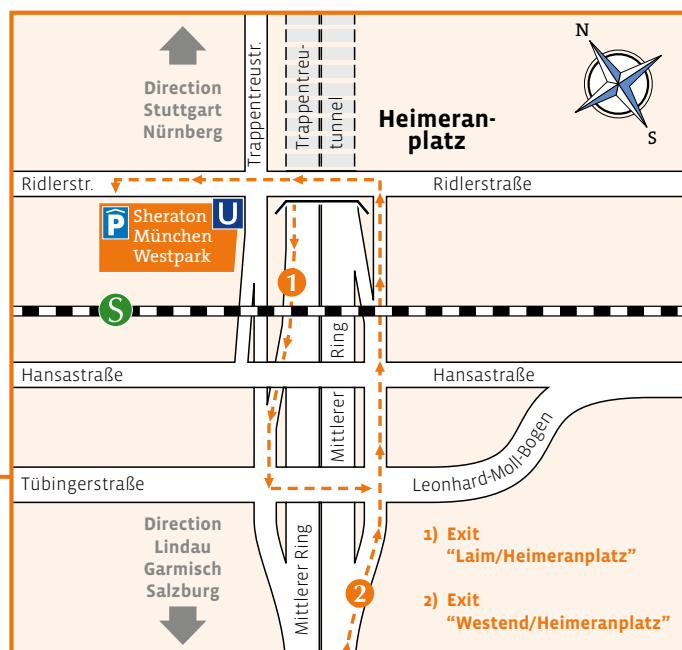 N
S
Direction
Stuttgart
Nürnberg
Trappentreustr.
Trappentreu-
tunnel
Heimeran-
platz
Ridlerstr.
Ridlerstraße
P
U
Sheraton
München
Westpark
1
S
Mittlerer Ring
Hansastraße
Hansastraße
Tübingerstraße
Leonhard-Moll-Bogen
Direction
Lindau
Garmisch
Salzburg
Mittlerer Ring
2
1) Exit
“Laim/Heimeranplatz”
2) Exit
“Westend/Heimeranplatz”